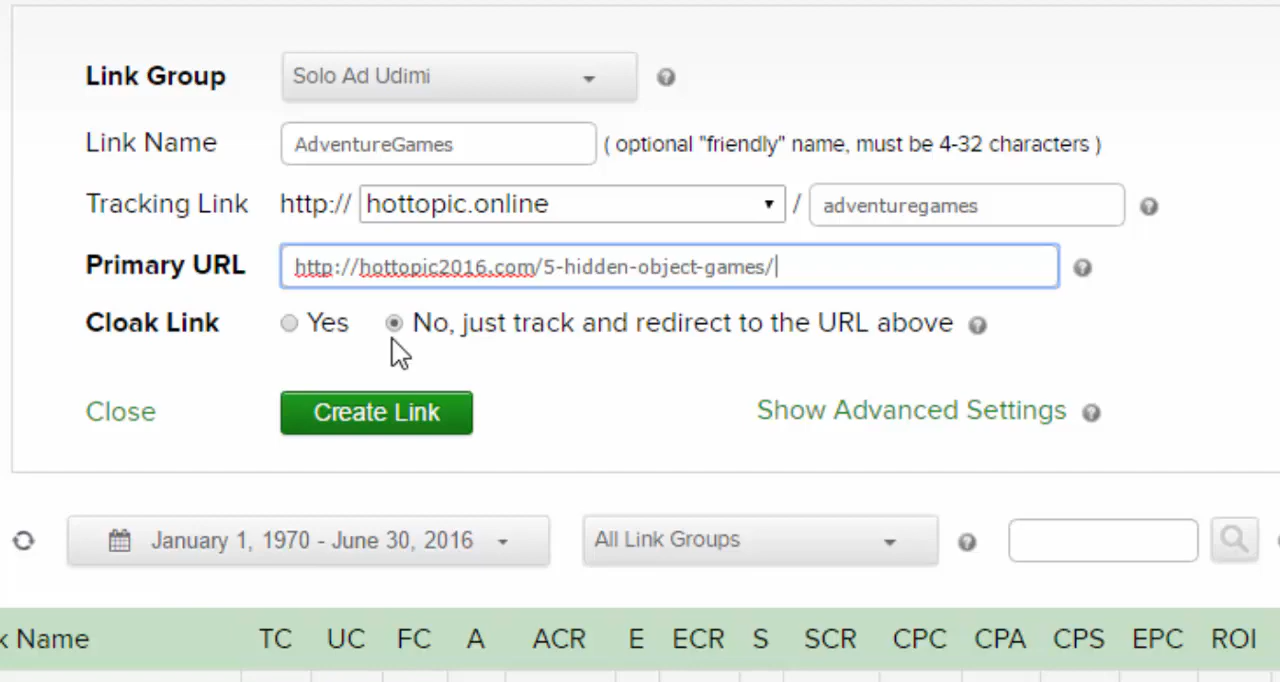 Link Group Solo Ad Udimi
Link Name AdventureGames ( optional "friendly" name, must be 4-32 characters )
Tracking Link http:// hottopic.online / adventuregames
Primary URL http://hottopic2016.com/5-hidden-object-games/
Cloak Link Yes No, just track and redirect to the URL above
Close Create Link Show Advanced Settings
January 1, 1970 - June 30, 2016 All Link Groups
k Name TC UC FC A ACR E ECR S SCR CPC CPA CPS EPC ROI